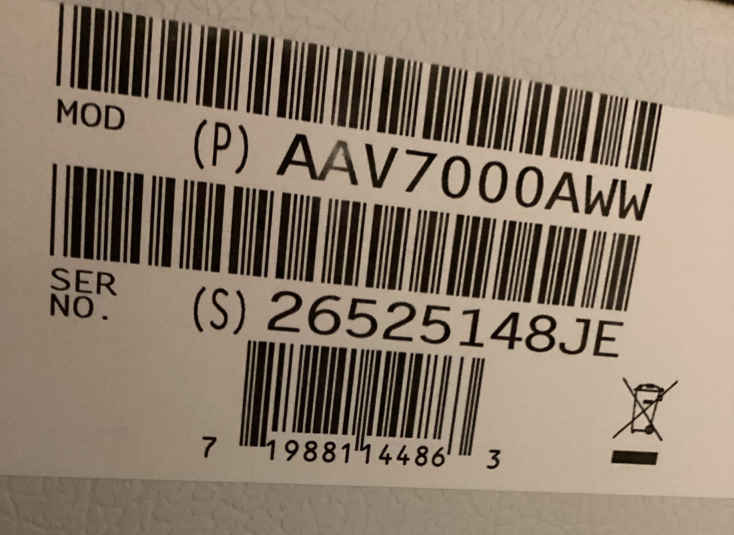 MOD (P) AAV7000AWW
SER
NO. (S) 26525148JE
7 19881 14486 3